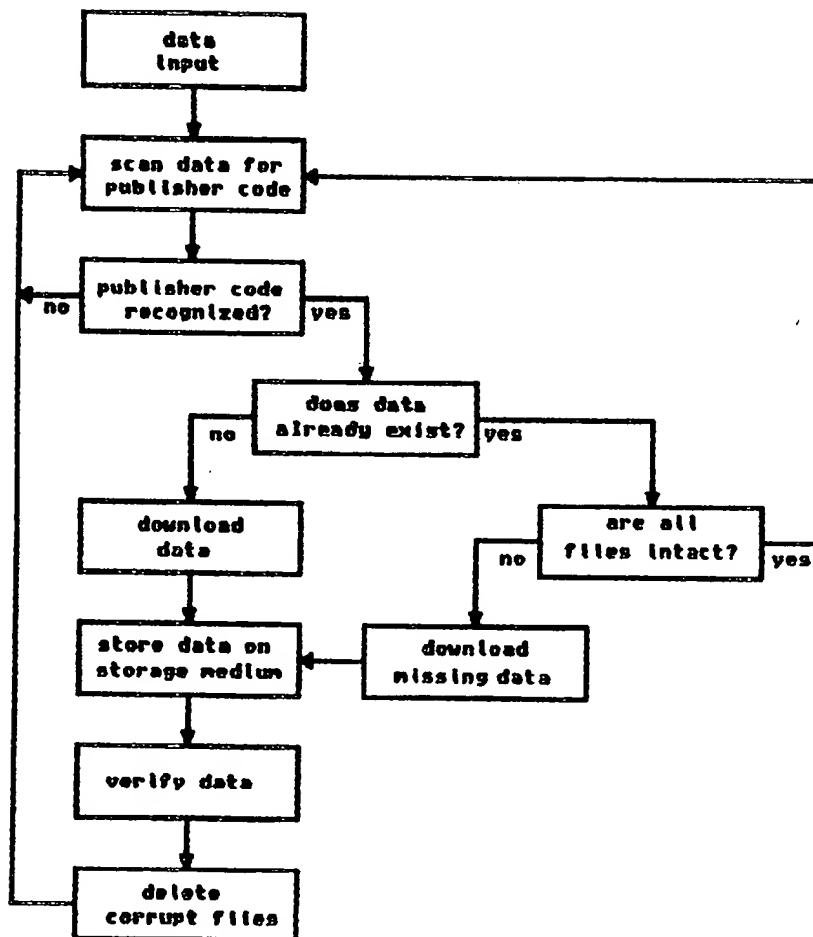 data
input
scan data for
publisher code
publisher code
recognized?
no
yes
does data
already exist?
no
yes
download
data
are all
files intact?
no
yes
store data on
storage medium
download
missing data
verify data
delete
corrupt files